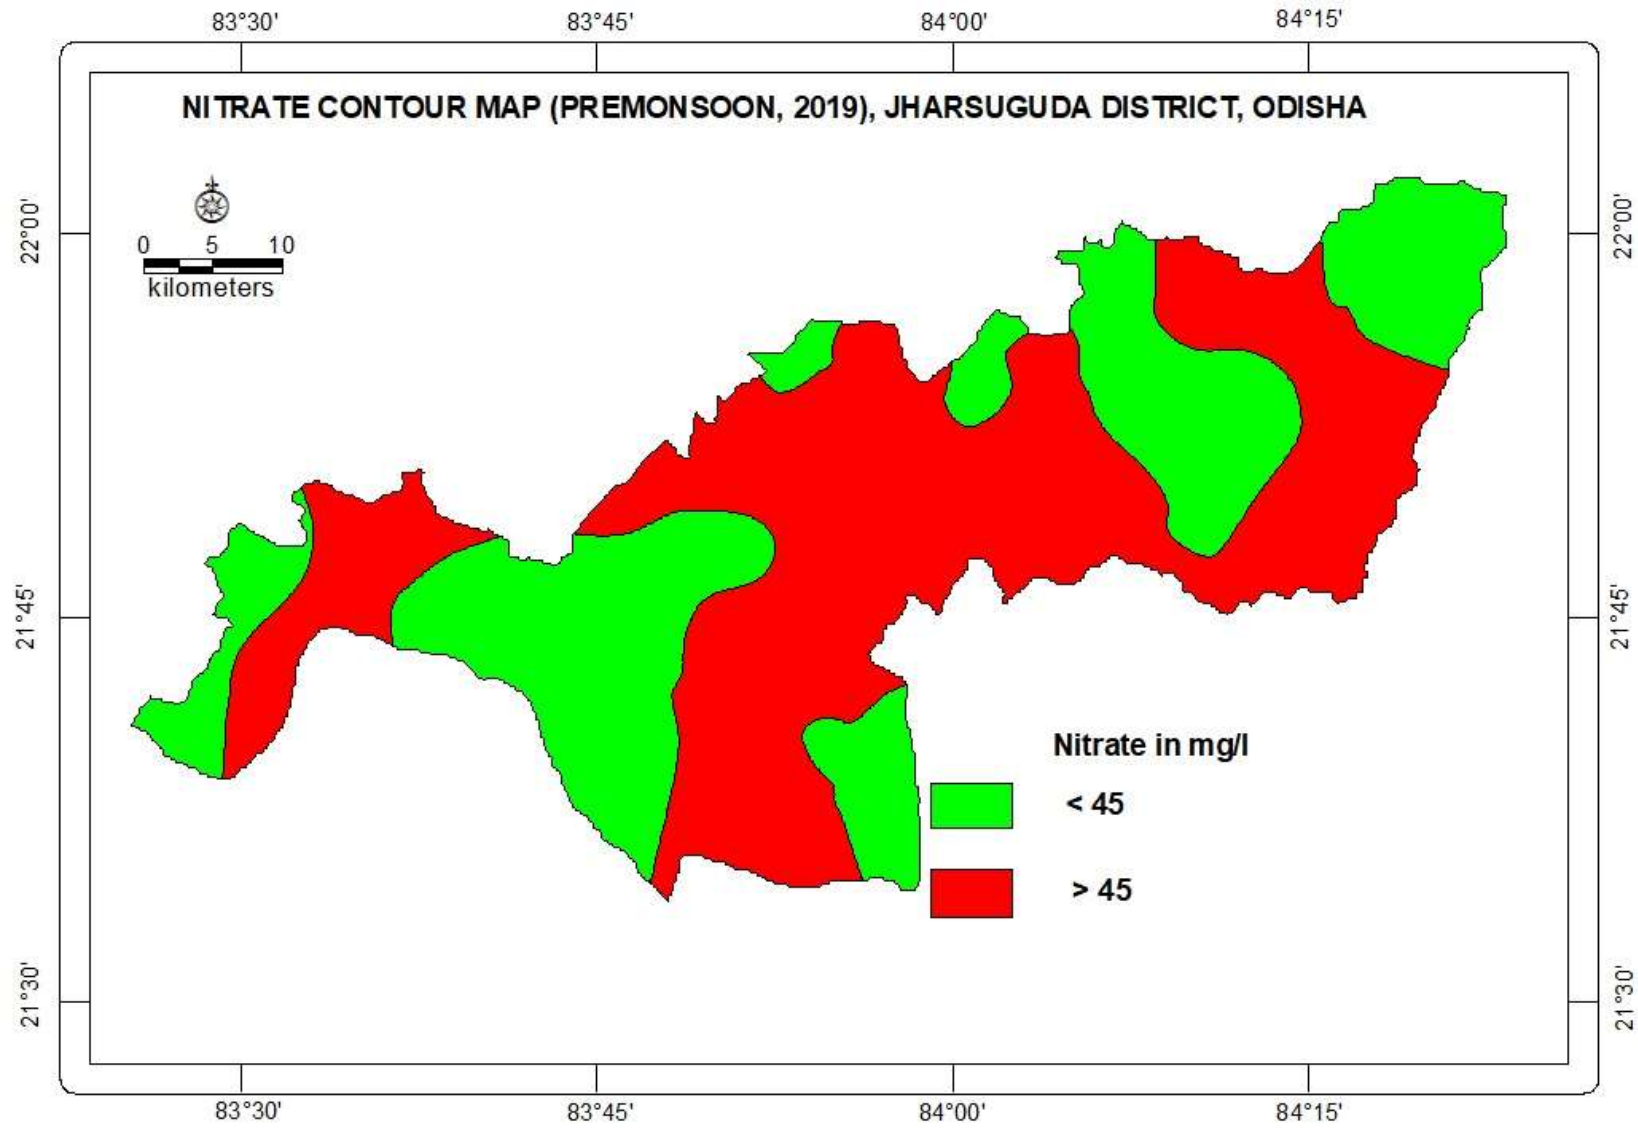 83°30' 83°45' 84°00' 84°15'
NITRATE CONTOUR MAP (PREMONSOON, 2019), JHARSUGUDA DISTRICT, ODISHA
22°00' 22°00'
0 5 10
kilometers
21°45' 21°45'
Nitrate in mg/l
< 45
> 45
21°30' 21°30'
83°30' 83°45' 84°00' 84°15'